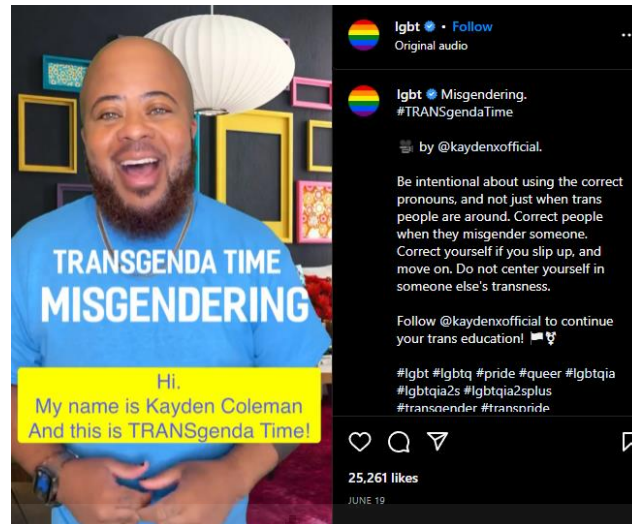 lgbt • Follow
Original audio
lgbt Misgendering.
#TRANSgendaTime
by @kaydenxofficial.
Be intentional about using the correct
pronouns, and not just when trans
people are around. Correct people
when they misgender someone.
Correct yourself if you slip up, and
move on. Do not center yourself in
someone else's transness.
Follow @kaydenxofficial to continue
your trans education! 🏳️‍⚧️
#lgbt #lgbtq #pride #queer #lgbtqia
#lgbtqia2s #lgbtqia2splus
#transgender #transpride
25,261 likes
JUNE 19
TRANSGENDA TIME
MISGENDERING
Hi.
My name is Kayden Coleman
And this is TRANSgenda Time!